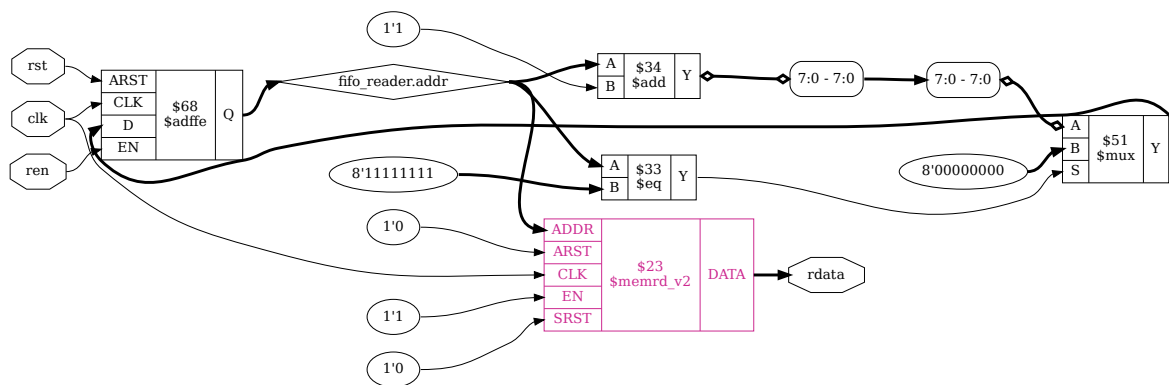 rst
clk
ren
ARST
CLK
D
EN
$68
$adffe
Q
1'1
fifo_reader.addr
8'11111111
1'0
1'1
1'0
A
B
$34
$add
Y
A
B
$33
$eq
Y
ADDR
ARST
CLK
EN
SRST
$23
$memrd_v2
DATA
7:0 - 7:0
rdata
7:0 - 7:0
8'00000000
A
B
S
$51
$mux
Y